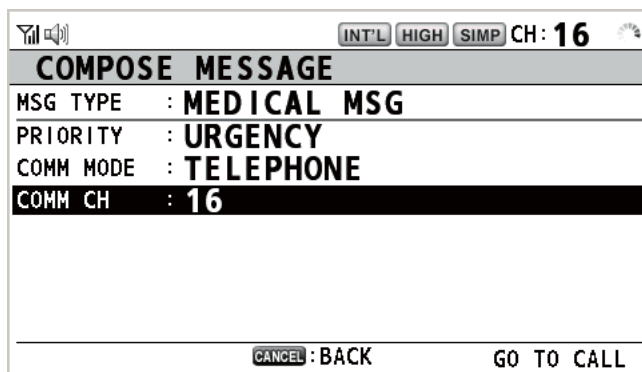 INT'L HIGH SIMP CH: 16
COMPOSE MESSAGE
MSG TYPE : MEDICAL MSG
PRIORITY : URGENCY
COMM MODE : TELEPHONE
COMM CH : 16
CANCEL : BACK GO TO CALL